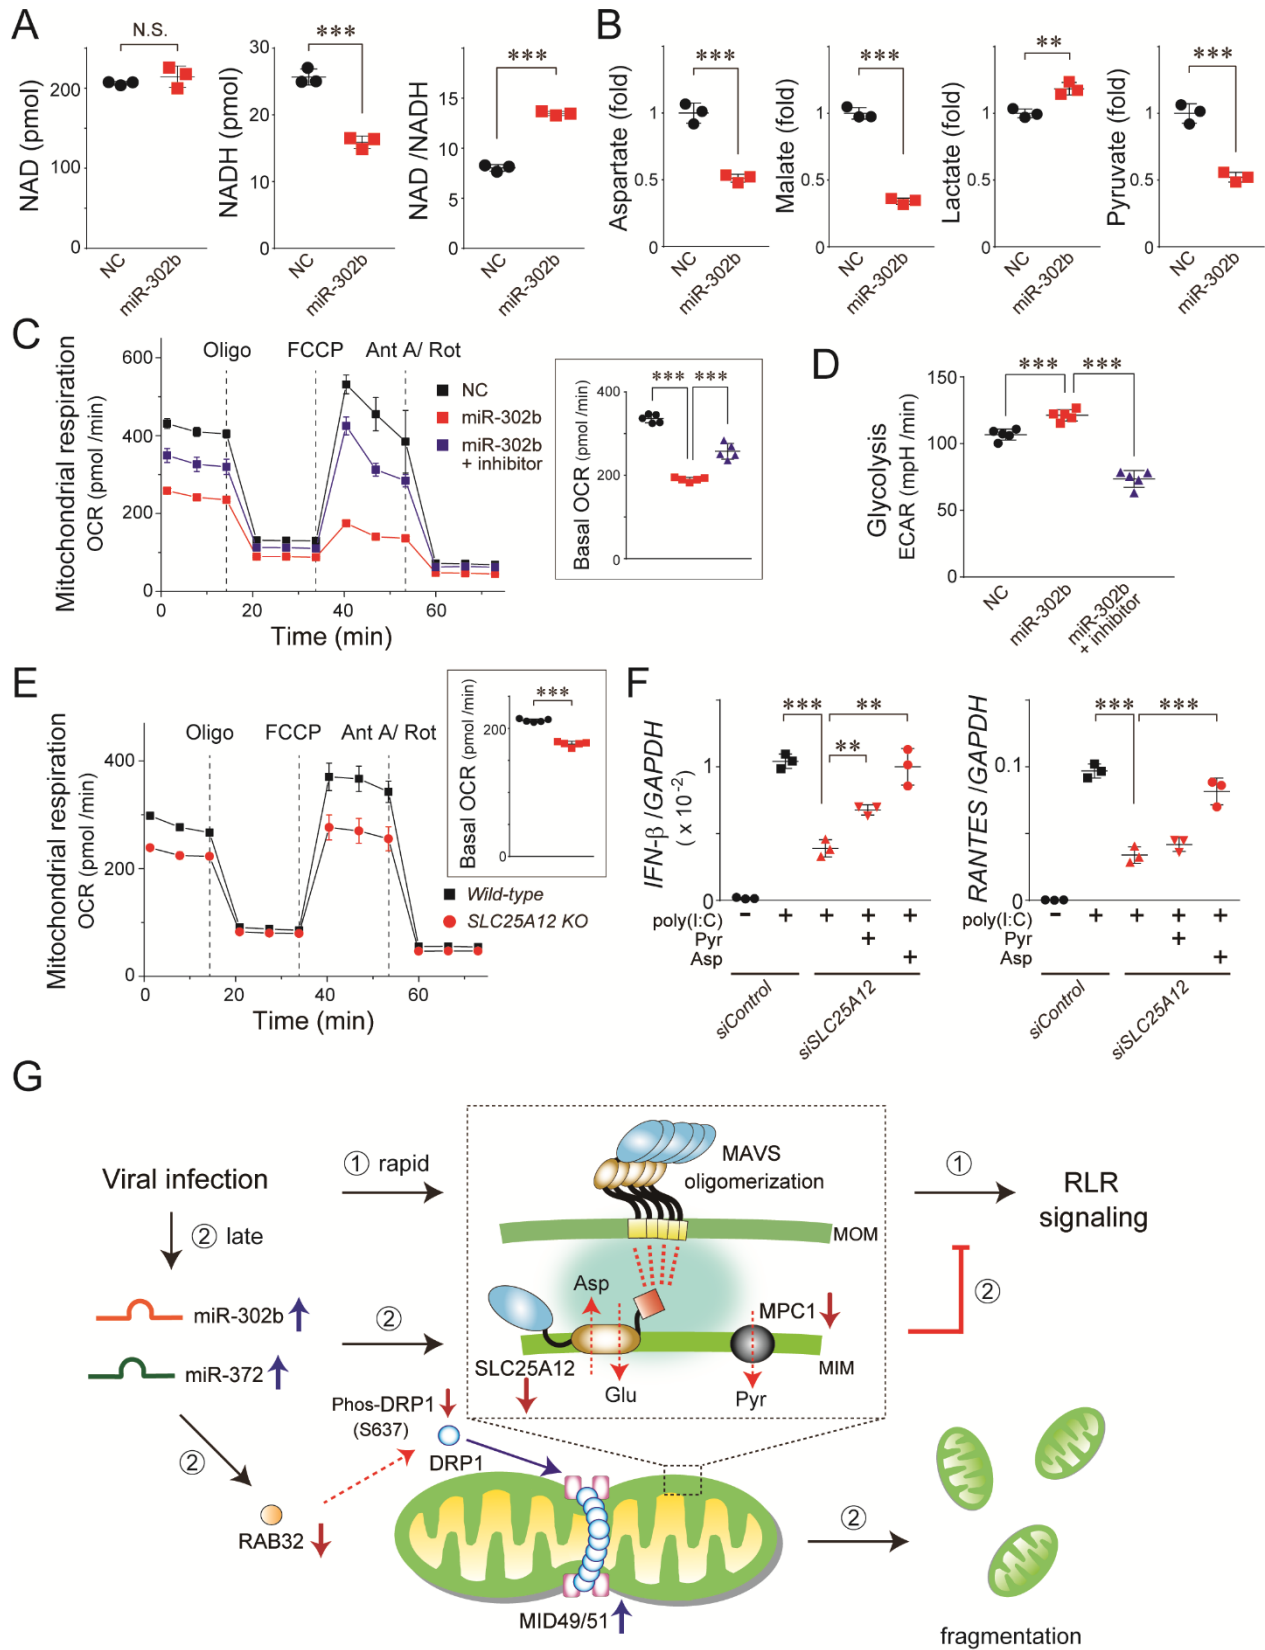 A
NAD (pmol)
200
100
0
N.S.
NC
miR-302b
NADH (pmol)
30
20
10
0
***
NC
miR-302b
NAD /NADH
15
10
5
0
***
NC
miR-302b
B
Aspartate (fold)
1
0.5
0
***
NC
miR-302b
Malate (fold)
1
0.5
0
***
NC
miR-302b
Lactate (fold)
1
0.5
0
**
NC
miR-302b
Pyruvate (fold)
1
0.5
0
***
NC
miR-302b
C
Mitochondrial respiration
OCR (pmol /min)
600
400
200
0
Oligo
FCCP
Ant A/ Rot
NC
miR-302b
miR-302b
+ inhibitor
0
20
40
60
Time (min)
Basal OCR (pmol /min)
400
200
0
***
***
D
Glycolysis
ECAR (mpH /min)
150
100
50
0
***
***
NC
miR-302b
miR-302b
+ inhibitor
E
Mitochondrial respiration
OCR (pmol /min)
400
200
0
Oligo
FCCP
Ant A/ Rot
0
20
40
60
Time (min)
Basal OCR (pmol /min)
200
0
***
Wild-type
SLC25A12 KO
F
IFN-β /GAPDH
( x 10-2)
1
0
***
**
**
poly(I:C) - + + + +
Pyr +
Asp +
siControl
siSLC25A12
RANTES /GAPDH
0.1
0
***
***
poly(I:C) - + + + +
Pyr +
Asp +
siControl
siSLC25A12
G
Viral infection
① rapid
② late
miR-302b
miR-372
②
②
RAB32
MAVS
oligomerization
MOM
Asp
MPC1
MIM
SLC25A12
Glu
Pyr
①
RLR
signaling
②
Phos-DRP1
(S637)
DRP1
MID49/51
②
fragmentation